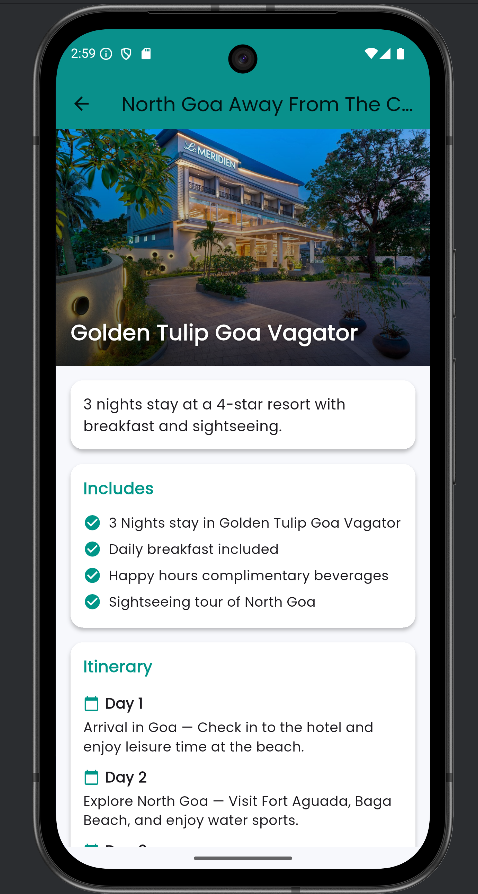 2:59
North Goa Away From The C...
Le MERIDIEN
Golden Tulip Goa Vagator
3 nights stay at a 4-star resort with
breakfast and sightseeing.
Includes
3 Nights stay in Golden Tulip Goa Vagator
Daily breakfast included
Happy hours complimentary beverages
Sightseeing tour of North Goa
Itinerary
Day 1
Arrival in Goa — Check in to the hotel and
enjoy leisure time at the beach.
Day 2
Explore North Goa — Visit Fort Aguada, Baga
Beach, and enjoy water sports.